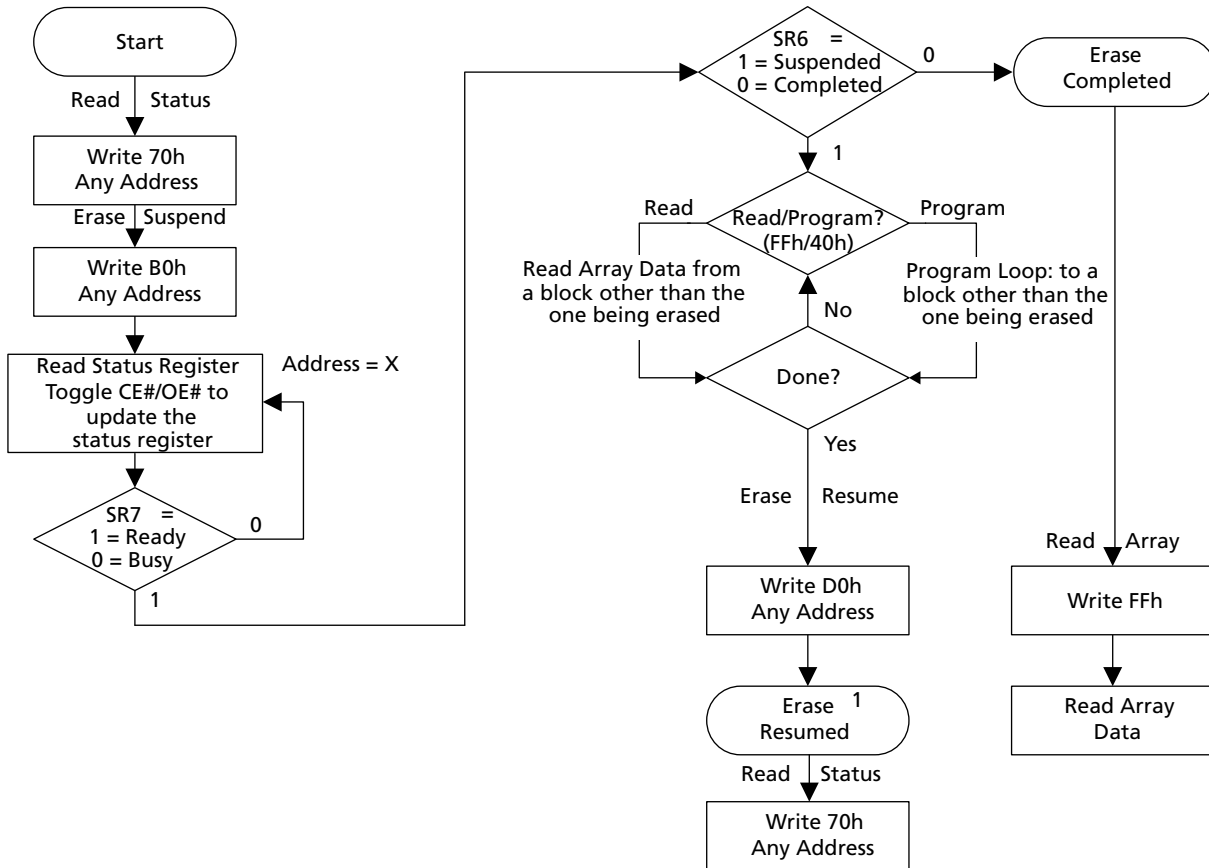 Start
Read Status
Write 70h
Any Address
Erase Suspend
Write B0h
Any Address
Read Status Register
Toggle CE#/OE# to
update the
status register
Address = X
SR7 =
1 = Ready
0 = Busy
0
1
SR6 =
1 = Suspended
0 = Completed
0
Erase
Completed
1
Read
Read/Program?
(FFh/40h)
Program
Read Array Data from
a block other than the
one being erased
Program Loop: to a
block other than the
one being erased
No
Done?
Yes
Erase Resume
Write D0h
Any Address
Erase 1
Resumed
Read Status
Write 70h
Any Address
Read Array
Write FFh
Read Array
Data